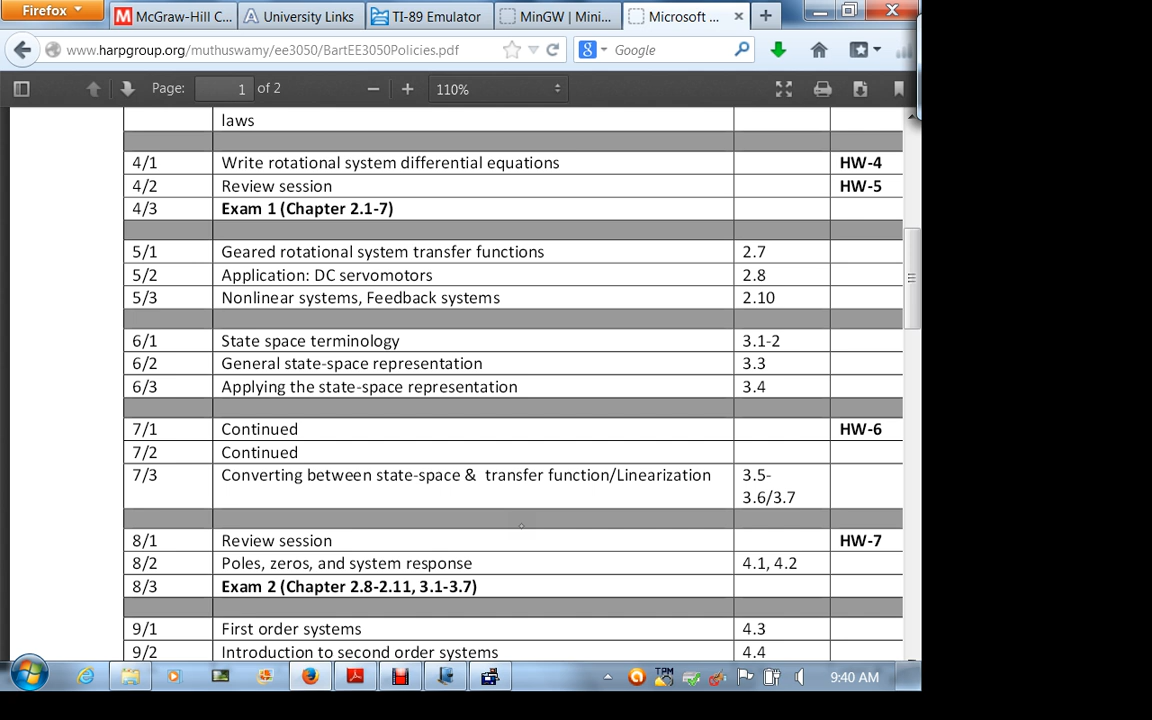 Firefox
McGraw-Hill C...
University Links
TI-89 Emulator
MinGW | Mini...
Microsoft ...
www.harpgroup.org/muthuswamy/ee3050/BartEE3050Policies.pdf
Google
Page: 1 of 2
110%
laws
4/1 Write rotational system differential equations HW-4
4/2 Review session HW-5
4/3 Exam 1 (Chapter 2.1-7)
5/1 Geared rotational system transfer functions 2.7
5/2 Application: DC servomotors 2.8
5/3 Nonlinear systems, Feedback systems 2.10
6/1 State space terminology 3.1-2
6/2 General state-space representation 3.3
6/3 Applying the state-space representation 3.4
7/1 Continued HW-6
7/2 Continued
7/3 Converting between state-space & transfer function/Linearization 3.5-
3.6/3.7
8/1 Review session HW-7
8/2 Poles, zeros, and system response 4.1, 4.2
8/3 Exam 2 (Chapter 2.8-2.11, 3.1-3.7)
9/1 First order systems 4.3
9/2 Introduction to second order systems 4.4
TPM
9:40 AM